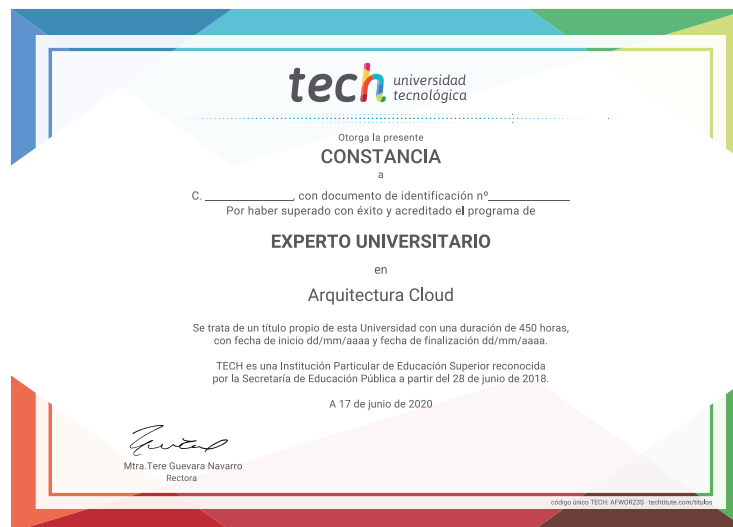 tech universidad
tecnológica
Otorga la presente
CONSTANCIA
a
C. ______________, con documento de identificación nº____________
Por haber superado con éxito y acreditado el programa de
EXPERTO UNIVERSITARIO
en
Arquitectura Cloud
Se trata de un título propio de esta Universidad con una duración de 450 horas,
con fecha de inicio dd/mm/aaaa y fecha de finalización dd/mm/aaaa.
TECH es una Institución Particular de Educación Superior reconocida
por la Secretaría de Educación Pública a partir del 28 de junio de 2018.
A 17 de junio de 2020
Mtra.Tere Guevara Navarro
Rectora
código único TECH: AFWOR23S techtitute.com/titulos